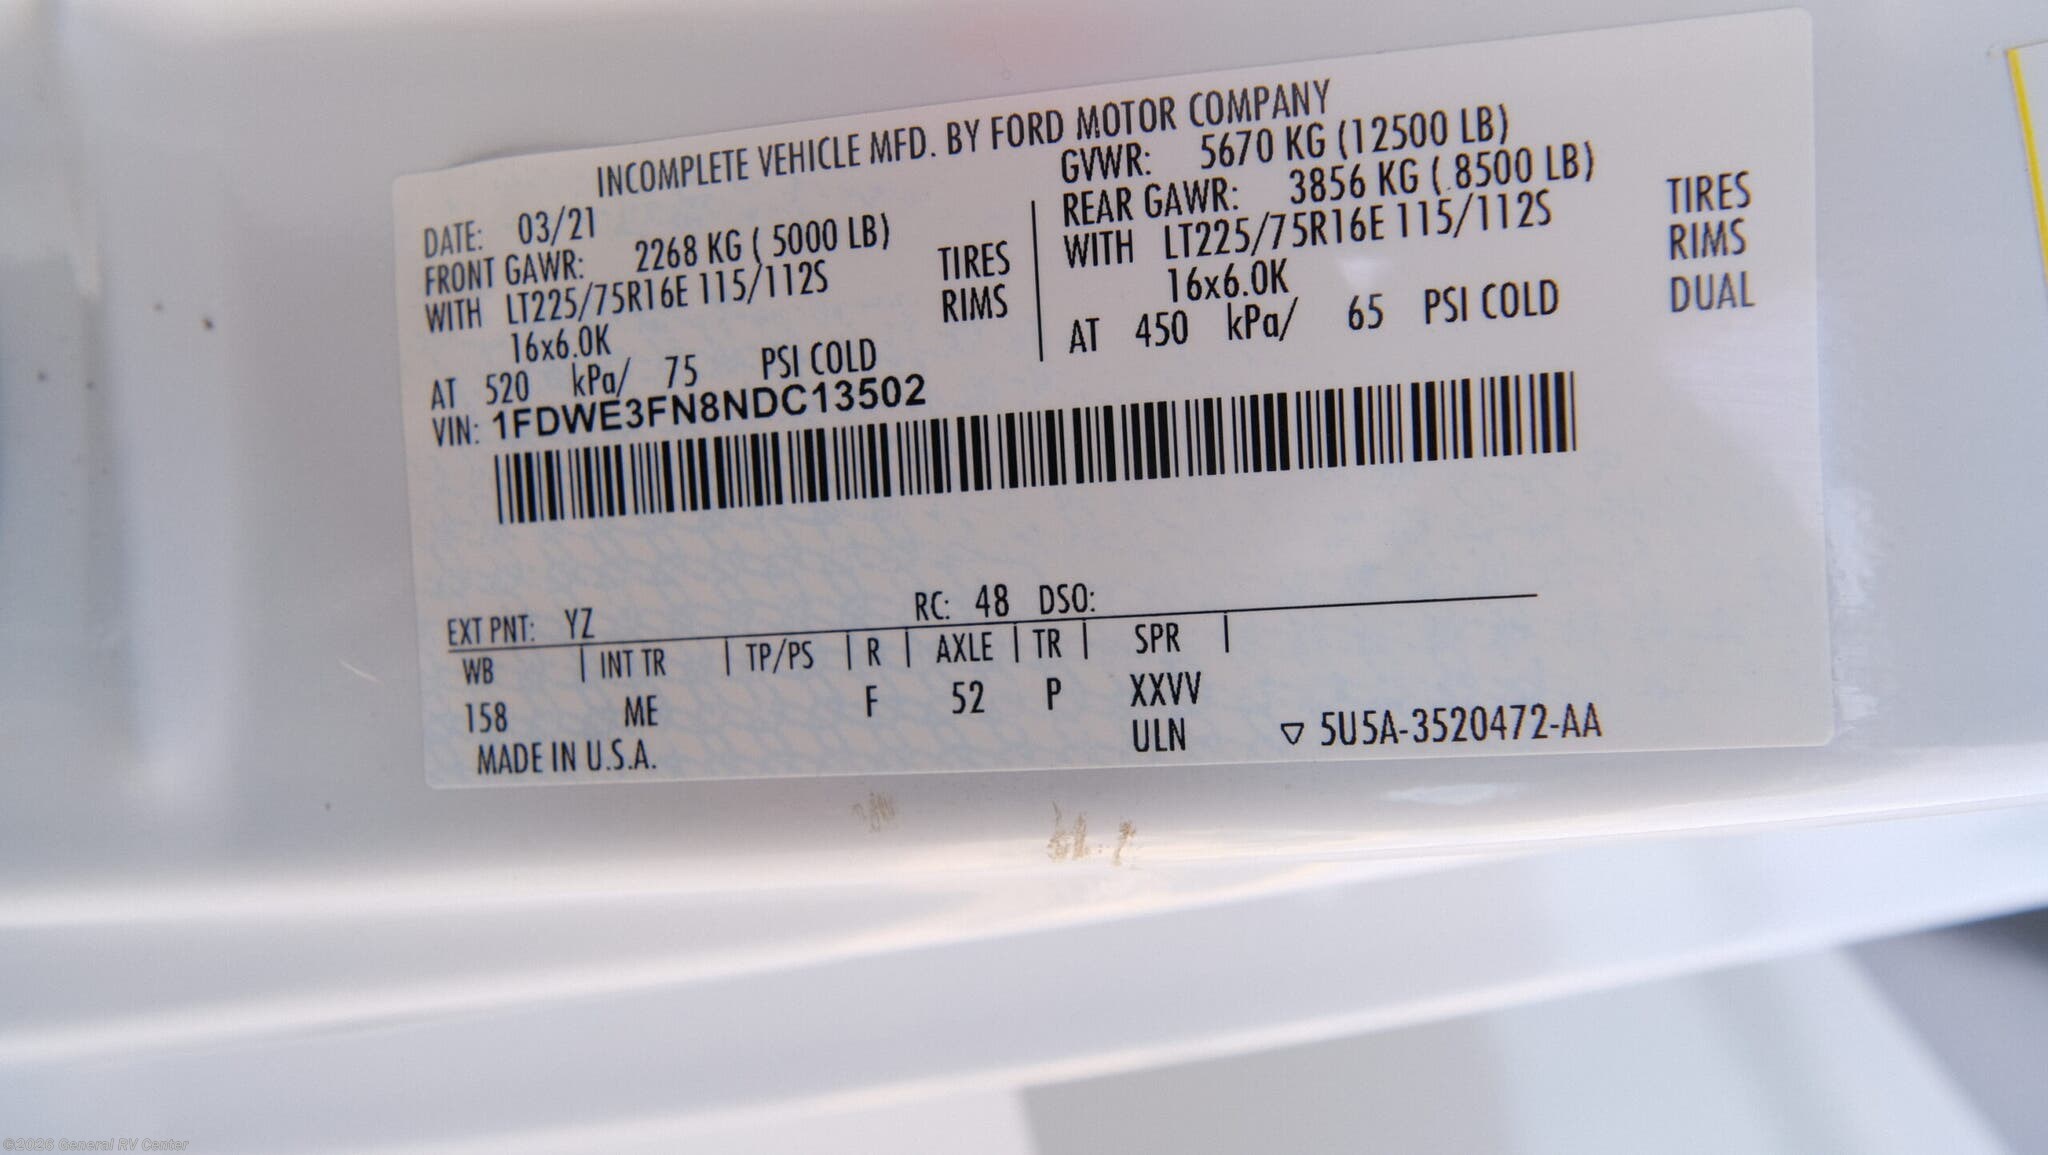 INCOMPLETE VEHICLE MFD. BY FORD MOTOR COMPANY
DATE: 03/21
GVWR: 5670 KG (12500 LB)
FRONT GAWR: 2268 KG ( 5000 LB)
REAR GAWR: 3856 KG ( 8500 LB)
WITH LT225/75R16E 115/112S TIRES
WITH LT225/75R16E 115/112S TIRES
16x6.0K RIMS
16x6.0K RIMS
AT 520 kPa/ 75 PSI COLD
AT 450 kPa/ 65 PSI COLD DUAL
VIN: 1FDWE3FN8NDC13502
EXT PNT: YZ RC: 48 DSO:
WB | INT TR | TP/PS | R | AXLE | TR | SPR |
158 ME F 52 P XXVV
ULN ▽ 5U5A-3520472-AA
MADE IN U.S.A.
©2026 General RV Center